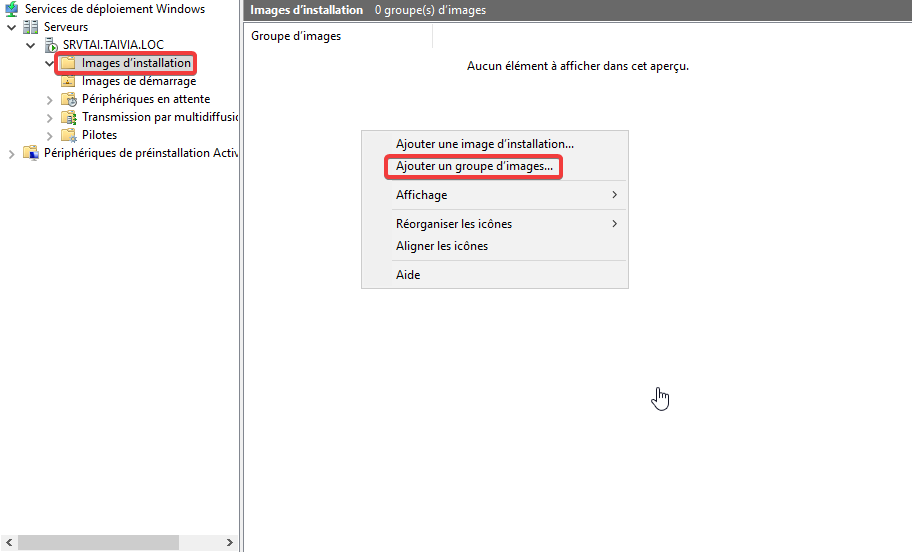 Services de déploiement Windows
Serveurs
SRVTAI.TAIVIA.LOC
Images d’installation
Images de démarrage
Périphériques en attente
Transmission par multidiffusio
Pilotes
Périphériques de préinstallation Activ
Images d’installation 0 groupe(s) d’images
Groupe d’images
Aucun élément à afficher dans cet aperçu.
Ajouter une image d’installation...
Ajouter un groupe d’images...
Affichage
Réorganiser les icônes
Aligner les icônes
Aide